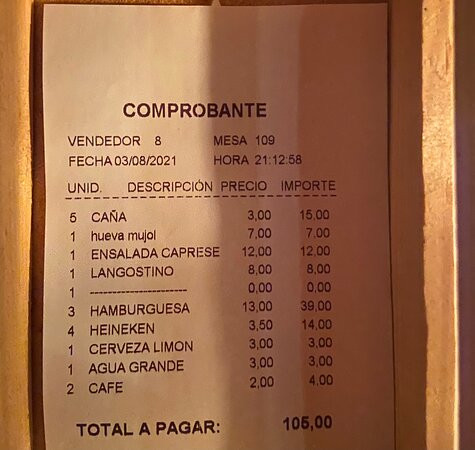 COMPROBANTE
VENDEDOR 8 MESA 109
FECHA 03/08/2021 HORA 21:12:58
UNID. DESCRIPCIÓN PRECIO IMPORTE
5 CAÑA 3,00 15,00
1 hueva mujol 7,00 7,00
1 ENSALADA CAPRESE 12,00 12,00
1 LANGOSTINO 8,00 8,00
1 ---------------------- 0,00 0,00
3 HAMBURGUESA 13,00 39,00
4 HEINEKEN 3,50 14,00
1 CERVEZA LIMON 3,00 3,00
1 AGUA GRANDE 3,00 3,00
2 CAFE 2,00 4,00
TOTAL A PAGAR: 105,00